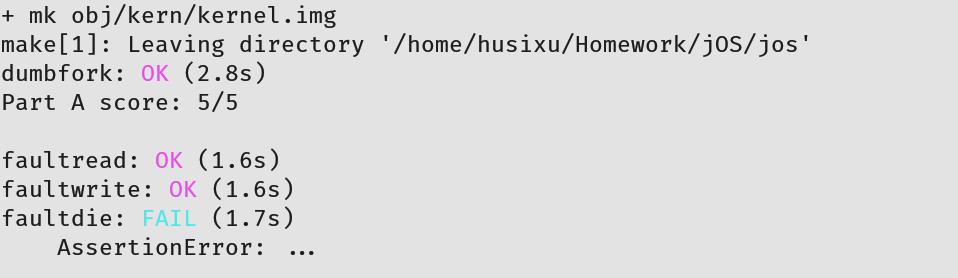 + mk obj/kern/kernel.img
make[1]: Leaving directory '/home/husixu/Homework/jOS/jos'
dumbfork: OK (2.8s)
Part A score: 5/5
faultread: OK (1.6s)
faultwrite: OK (1.6s)
faultdie: FAIL (1.7s)
    AssertionError: ...